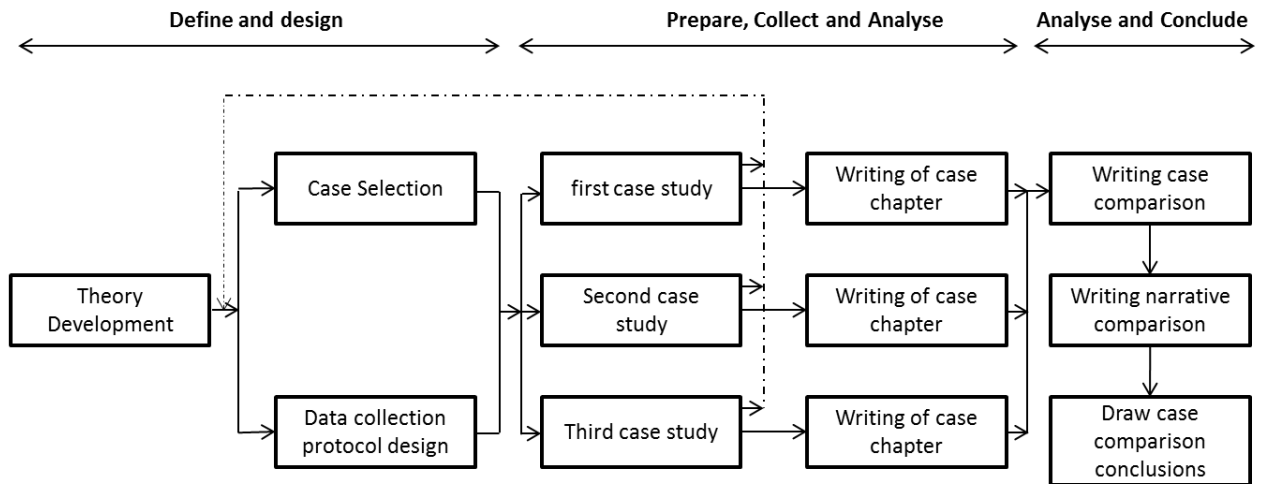 Define and design
Prepare, Collect and Analyse
Analyse and Conclude
Theory
Development
Case Selection
Data collection
protocol design
first case study
Second case
study
Third case study
Writing of case
chapter
Writing of case
chapter
Writing of case
chapter
Writing case
comparison
Writing narrative
comparison
Draw case
comparison
conclusions